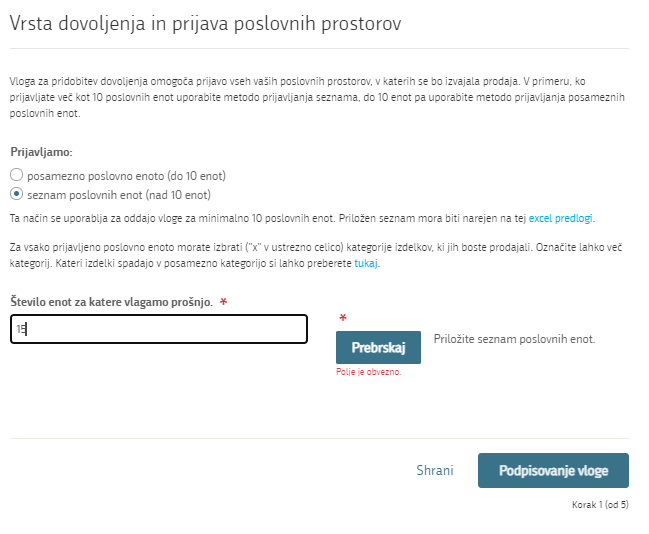 Vrsta dovoljenja in prijava poslovnih prostorov
Vloga za pridobitev dovoljenja omogoča prijavo vseh vaših poslovnih prostorov, v katerih se bo izvajala prodaja. V primeru, ko
prijavljate več kot 10 poslovnih enot uporabite metodo prijavljanja seznama, do 10 enot pa uporabite metodo prijavljanja posameznih
poslovnih enot.
Prijavljamo:
posamezno poslovno enoto (do 10 enot)
seznam poslovnih enot (nad 10 enot)
Ta način se uporablja za oddajo vloge za minimalno 10 poslovnih enot. Priložen seznam mora biti narejen na tej excel predlogi.
Za vsako prijavljeno poslovno enoto morate izbrati ("x" v ustrezno celico) kategorije izdelkov, ki jih boste prodajali. Označite lahko več
kategorij. Kateri izdelki spadajo v posamezno kategorijo si lahko preberete tukaj.
Število enot za katere vlagamo prošnjo. *
15
*
Prebrskaj
Priložite seznam poslovnih enot.
Polje je obvezno.
Shrani
Podpisovanje vloge
Korak 1 (od 5)